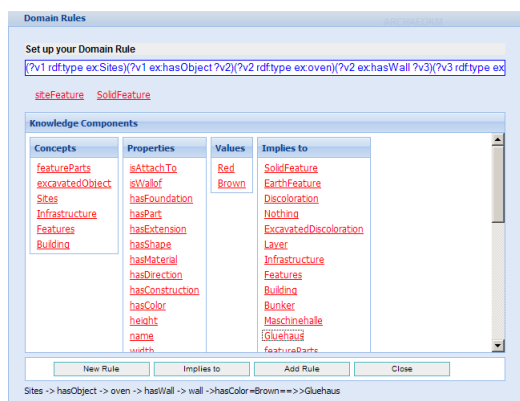 Domain Rules
Set up your Domain Rule
(?v1 rdf:type ex:Sites)(?v1 ex:hasObject ?v2)(?v2 rdf:type ex:oven)(?v2 ex:hasWall ?v3)(?v3 rdf:type ex
siteFeature SolidFeature
Knowledge Components
Concepts Properties Values Implies to
featureParts isAttachTo Red SolidFeature
excavatedObject isWallof Brown EarthFeature
Sites hasFoundation Discoloration
Infrastructure hasPart Nothing
Features hasExtension ExcavatedDiscoloration
Building hasShape Layer
hasMaterial Infrastructure
hasDirection Features
hasConstruction Building
hasColor Bunker
height Maschinehalle
name Gluehaus
width featureParts
New Rule Implies to Add Rule Close
Sites -> hasObject -> oven -> hasWall -> wall ->hasColor=Brown==>>Gluehaus